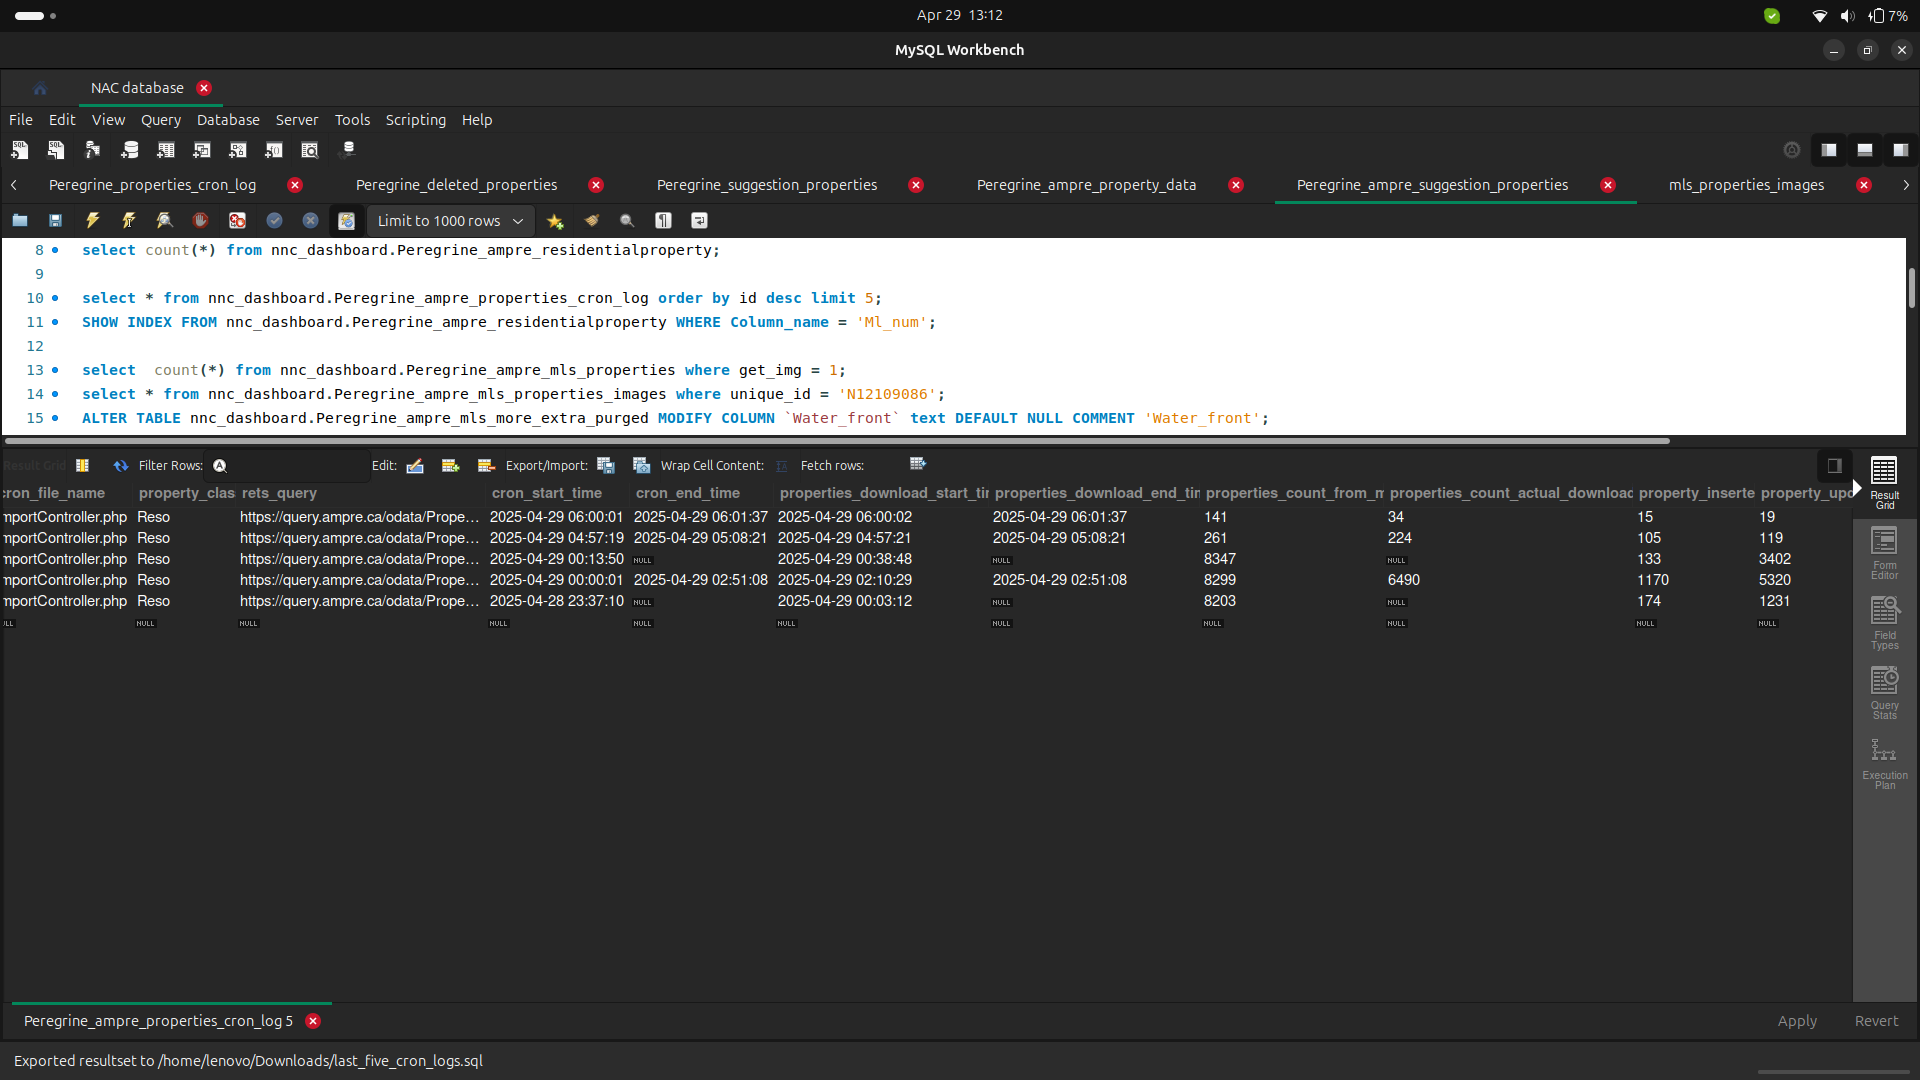 Apr 29 13:12
7%
MySQL Workbench
NAC database
File Edit View Query Database Server Tools Scripting Help
Peregrine_properties_cron_log Peregrine_deleted_properties Peregrine_suggestion_properties Peregrine_ampre_property_data Peregrine_ampre_suggestion_properties mls_properties_images
Limit to 1000 rows
8 select count(*) from nnc_dashboard.Peregrine_ampre_residentialproperty;
9
10 select * from nnc_dashboard.Peregrine_ampre_properties_cron_log order by id desc limit 5;
11 SHOW INDEX FROM nnc_dashboard.Peregrine_ampre_residentialproperty WHERE Column_name = 'Ml_num';
12
13 select count(*) from nnc_dashboard.Peregrine_ampre_mls_properties where get_img = 1;
14 select * from nnc_dashboard.Peregrine_ampre_mls_properties_images where unique_id = 'N12109086';
15 ALTER TABLE nnc_dashboard.Peregrine_ampre_mls_more_extra_purged MODIFY COLUMN `Water_front` text DEFAULT NULL COMMENT 'Water_front';
Result Grid Filter Rows: Edit: Export/Import: Wrap Cell Content: Fetch rows:
cron_file_name property_clas rets_query cron_start_time cron_end_time properties_download_start_tir properties_download_end_tin properties_count_from_m properties_count_actual_downloac property_inserte property_upc
mportController.php Reso https://query.ampre.ca/odata/Prope... 2025-04-29 06:00:01 2025-04-29 06:01:37 2025-04-29 06:00:02 2025-04-29 06:01:37 141 34 15 19
mportController.php Reso https://query.ampre.ca/odata/Prope... 2025-04-29 04:57:19 2025-04-29 05:08:21 2025-04-29 04:57:21 2025-04-29 05:08:21 261 224 105 119
mportController.php Reso https://query.ampre.ca/odata/Prope... 2025-04-29 00:13:50 NULL 2025-04-29 00:38:48 NULL 8347 NULL 133 3402
mportController.php Reso https://query.ampre.ca/odata/Prope... 2025-04-29 00:00:01 2025-04-29 02:51:08 2025-04-29 02:10:29 2025-04-29 02:51:08 8299 6490 1170 5320
mportController.php Reso https://query.ampre.ca/odata/Prope... 2025-04-28 23:37:10 NULL 2025-04-29 00:03:12 NULL 8203 NULL 174 1231
ULL NULL NULL NULL NULL NULL NULL NULL NULL NULL NULL
Result
Grid
Form
Editor
Field
Types
Query
Stats
Execution
Plan
Peregrine_ampre_properties_cron_log 5
Apply Revert
Exported resultset to /home/lenovo/Downloads/last_five_cron_logs.sql